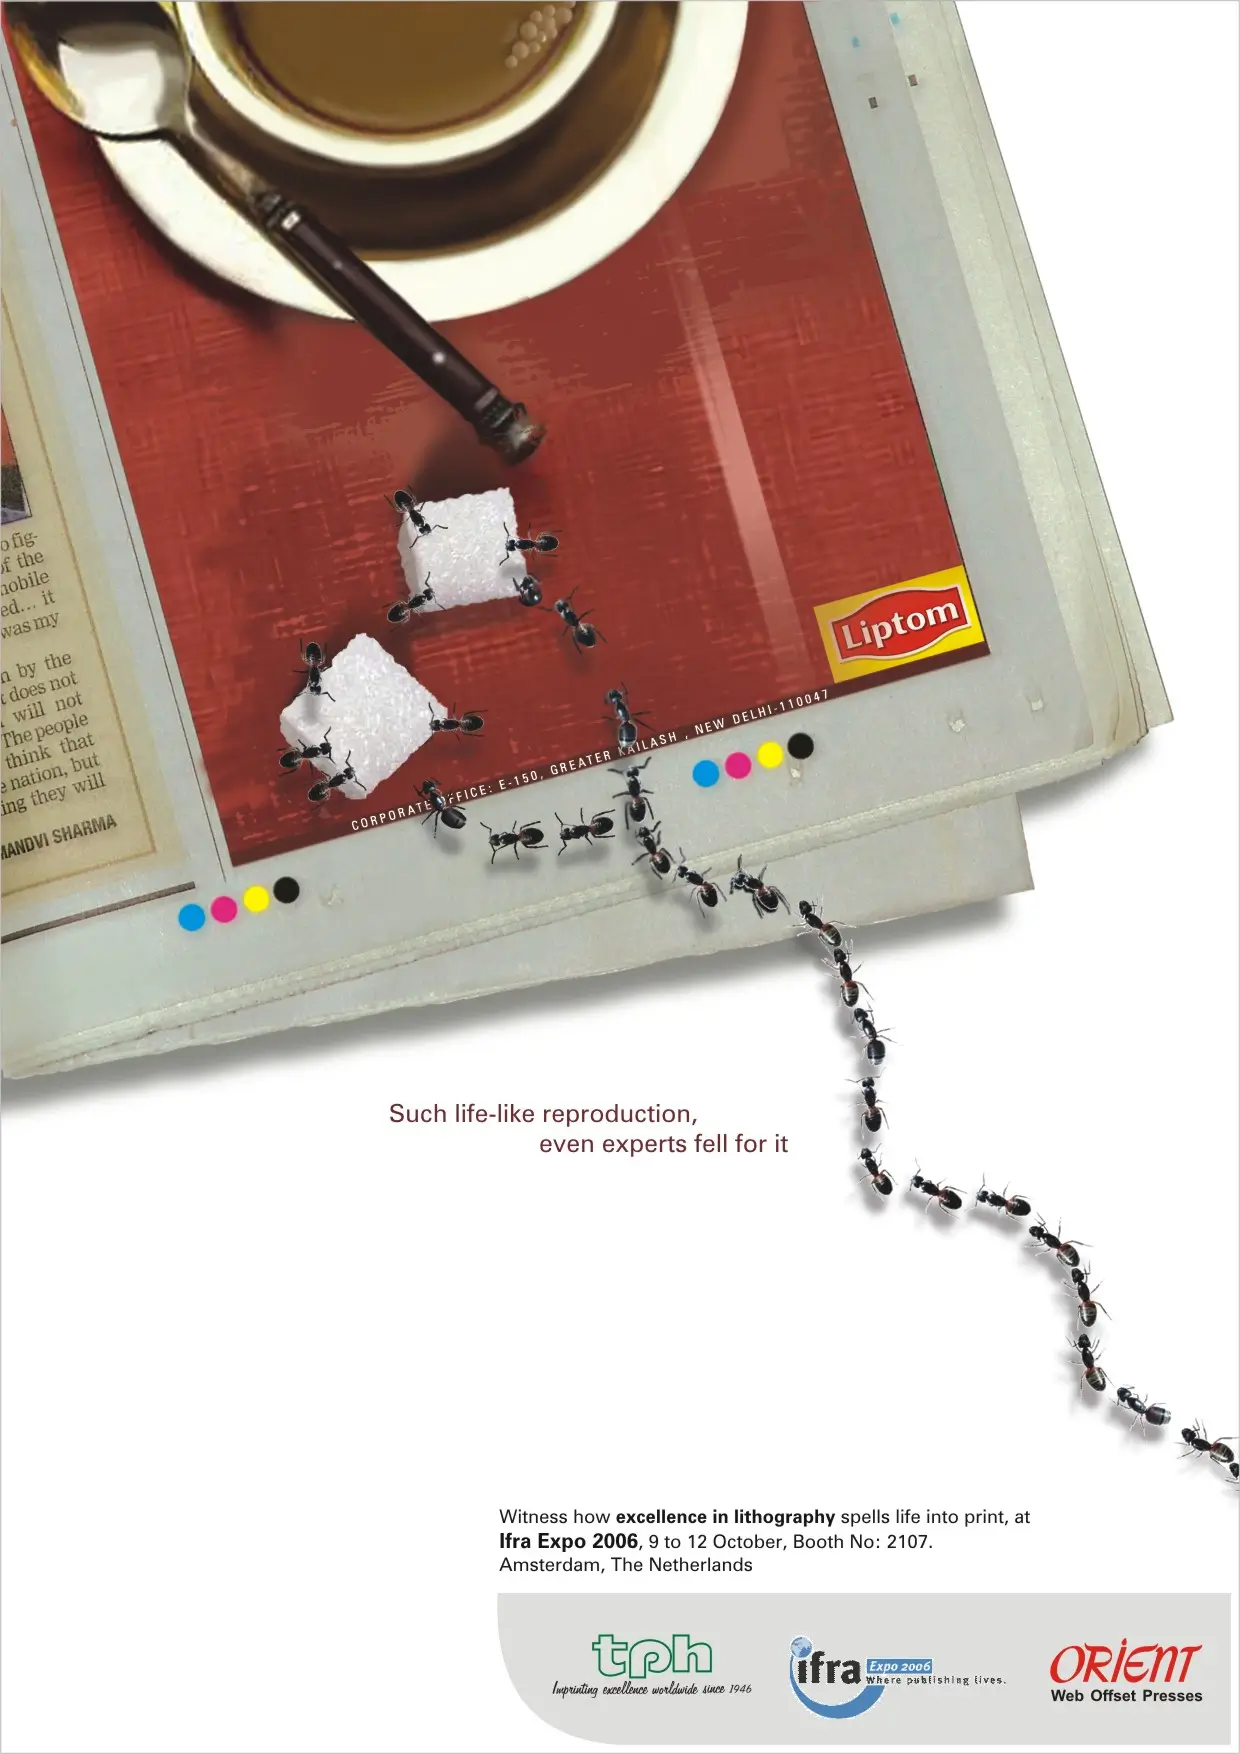 o fig-
of the
mobile
ed... it
was my
n by the
t does not
will not
The people
think that
e nation, but
ing they will
MANDVI SHARMA
Liptom
CORPORATE OFFICE: E-150, GREATER KAILASH , NEW DELHI-110047
Such life-like reproduction,
even experts fell for it
Witness how excellence in lithography spells life into print, at
Ifra Expo 2006, 9 to 12 October, Booth No: 2107.
Amsterdam, The Netherlands
tph
Imprinting excellence worldwide since 1946
ifra Expo 2006
Where publishing lives.
ORIENT
Web Offset Presses